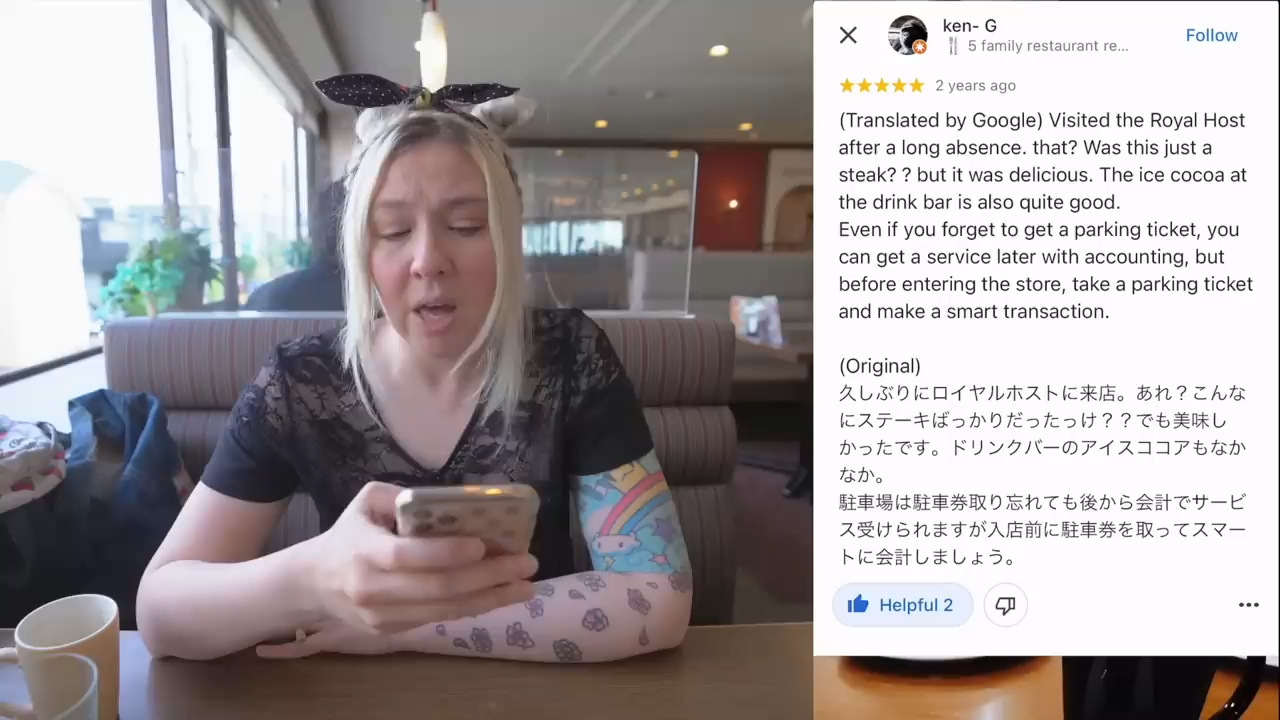 ken- G
5 family restaurant re...
Follow
2 years ago
(Translated by Google) Visited the Royal Host
after a long absence. that? Was this just a
steak? ? but it was delicious. The ice cocoa at
the drink bar is also quite good.
Even if you forget to get a parking ticket, you
can get a service later with accounting, but
before entering the store, take a parking ticket
and make a smart transaction.
(Original)
久しぶりにロイヤルホストに来店。あれ？こんな
にステーキばっかりだったっけ？？でも美味し
かったです。ドリンクバーのアイスココアもなか
なか。
駐車場は駐車券取り忘れても後から会計でサービ
ス受けられますが入店前に駐車券を取ってスマー
トに会計しましょう。
Helpful 2